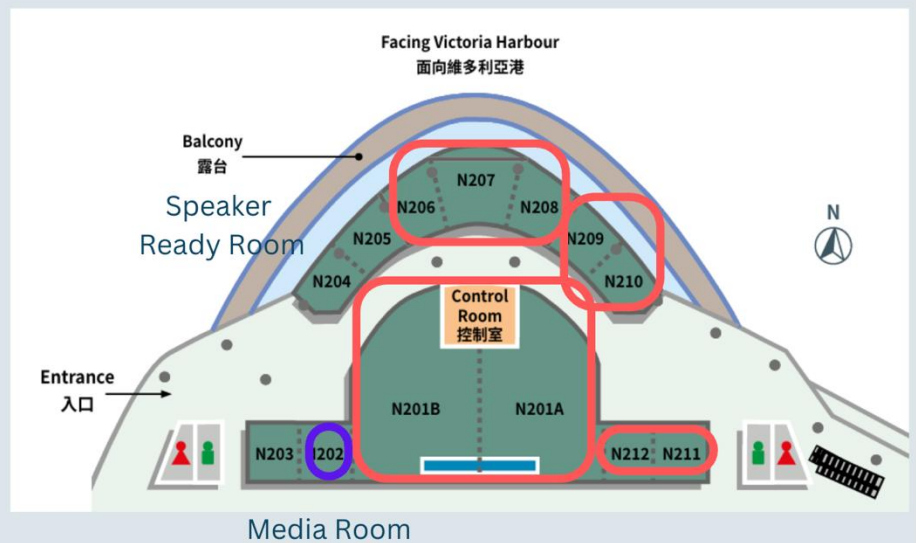 Facing Victoria Harbour
面向維多利亞港
Balcony
露台
Speaker
Ready Room
N
N207
N206
N208
N205
N209
N204
N210
Control
Room
控制室
Entrance
入口
N201B
N201A
N203
N202
N212
N211
Media Room